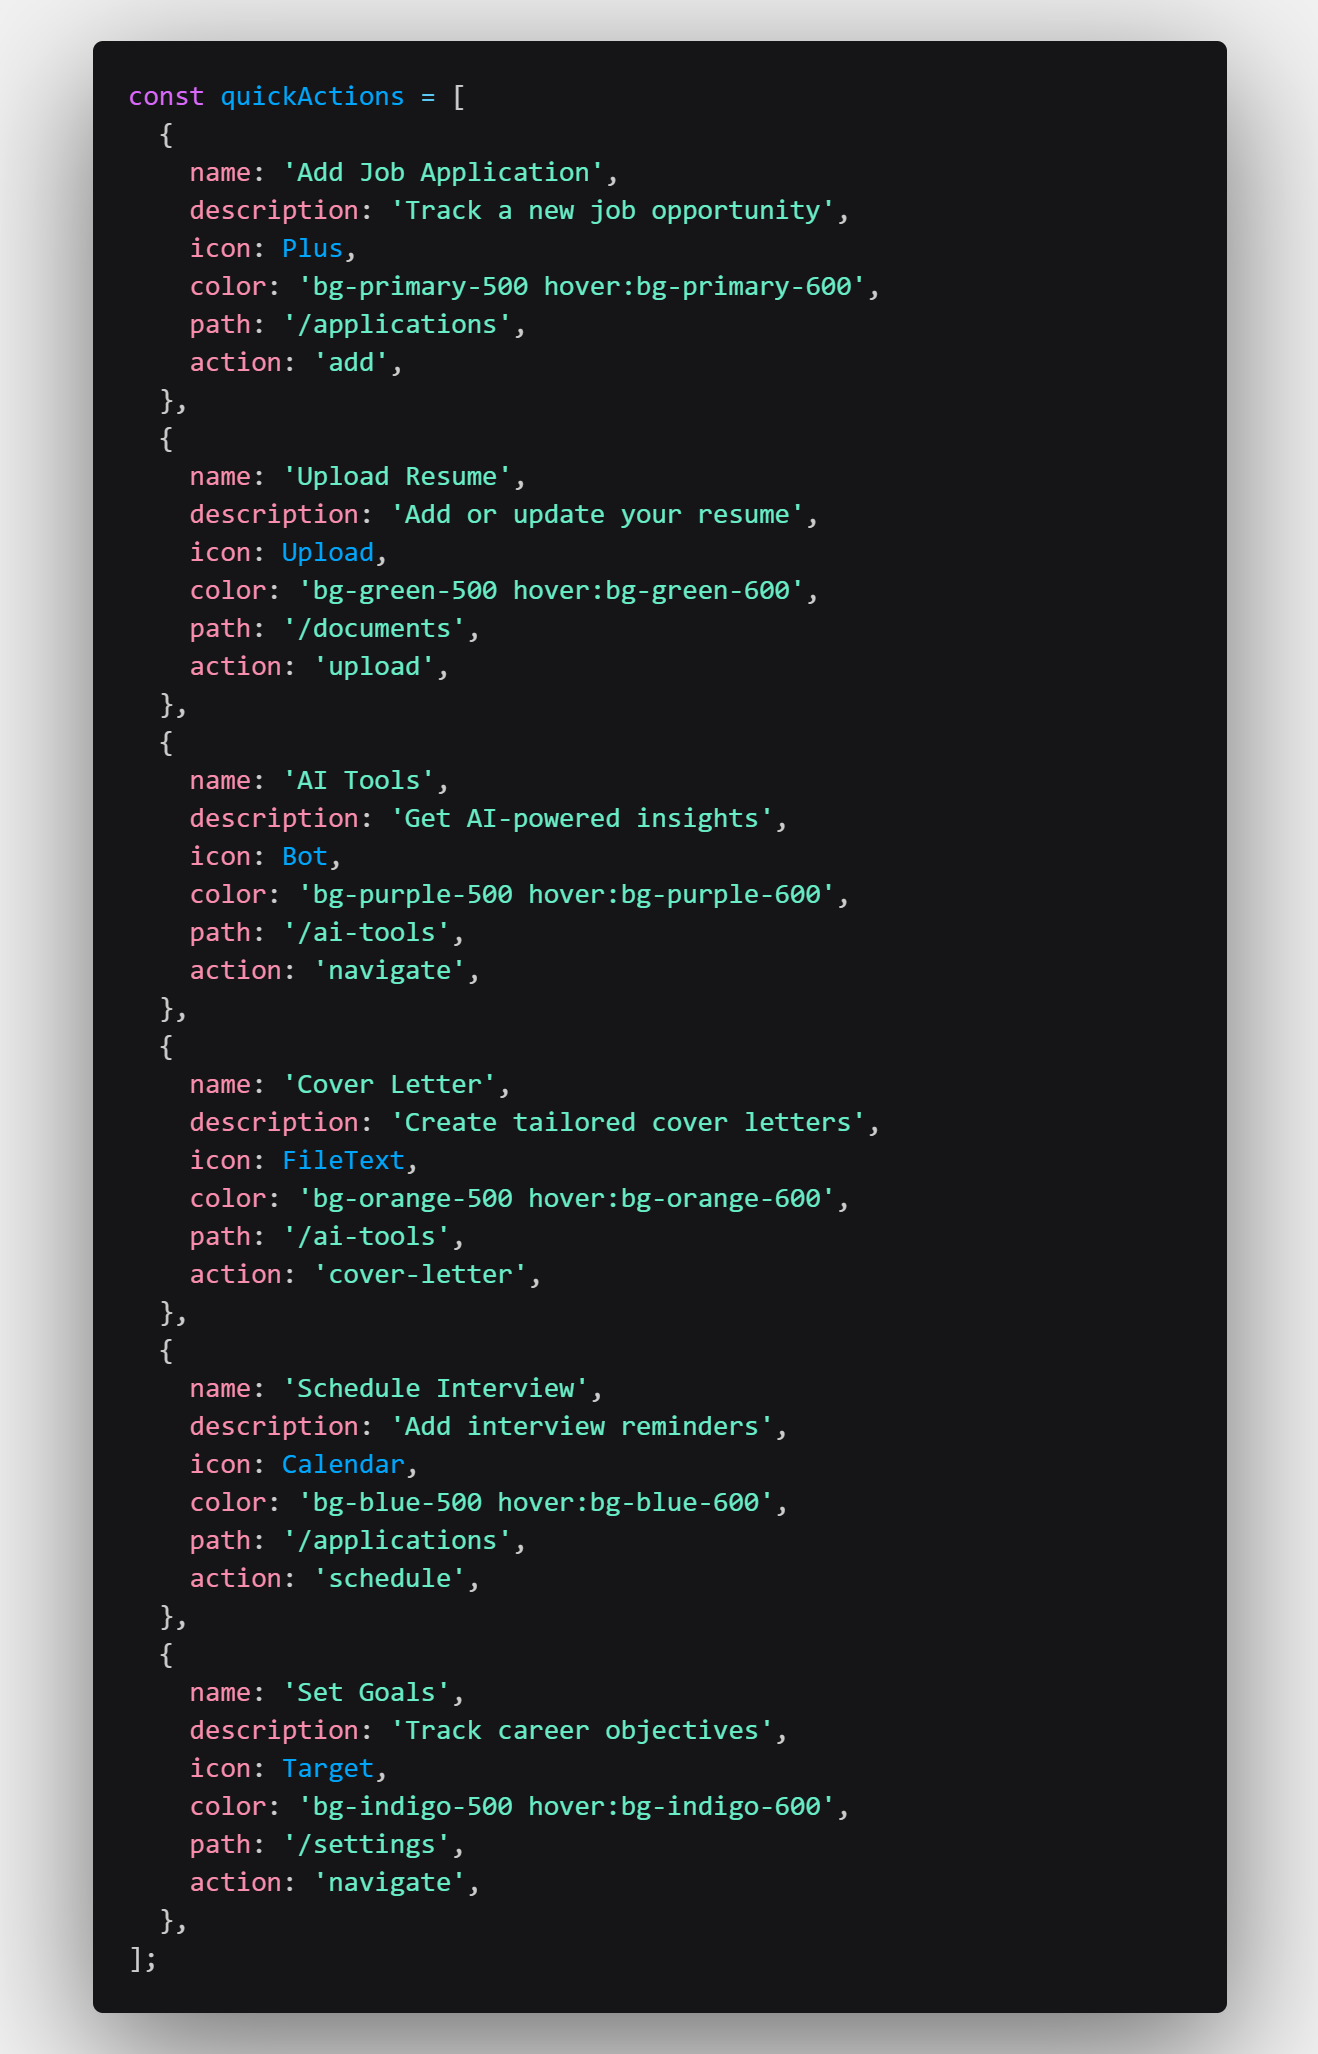 const quickActions = [
  {
    name: 'Add Job Application',
    description: 'Track a new job opportunity',
    icon: Plus,
    color: 'bg-primary-500 hover:bg-primary-600',
    path: '/applications',
    action: 'add',
  },
  {
    name: 'Upload Resume',
    description: 'Add or update your resume',
    icon: Upload,
    color: 'bg-green-500 hover:bg-green-600',
    path: '/documents',
    action: 'upload',
  },
  {
    name: 'AI Tools',
    description: 'Get AI-powered insights',
    icon: Bot,
    color: 'bg-purple-500 hover:bg-purple-600',
    path: '/ai-tools',
    action: 'navigate',
  },
  {
    name: 'Cover Letter',
    description: 'Create tailored cover letters',
    icon: FileText,
    color: 'bg-orange-500 hover:bg-orange-600',
    path: '/ai-tools',
    action: 'cover-letter',
  },
  {
    name: 'Schedule Interview',
    description: 'Add interview reminders',
    icon: Calendar,
    color: 'bg-blue-500 hover:bg-blue-600',
    path: '/applications',
    action: 'schedule',
  },
  {
    name: 'Set Goals',
    description: 'Track career objectives',
    icon: Target,
    color: 'bg-indigo-500 hover:bg-indigo-600',
    path: '/settings',
    action: 'navigate',
  },
];